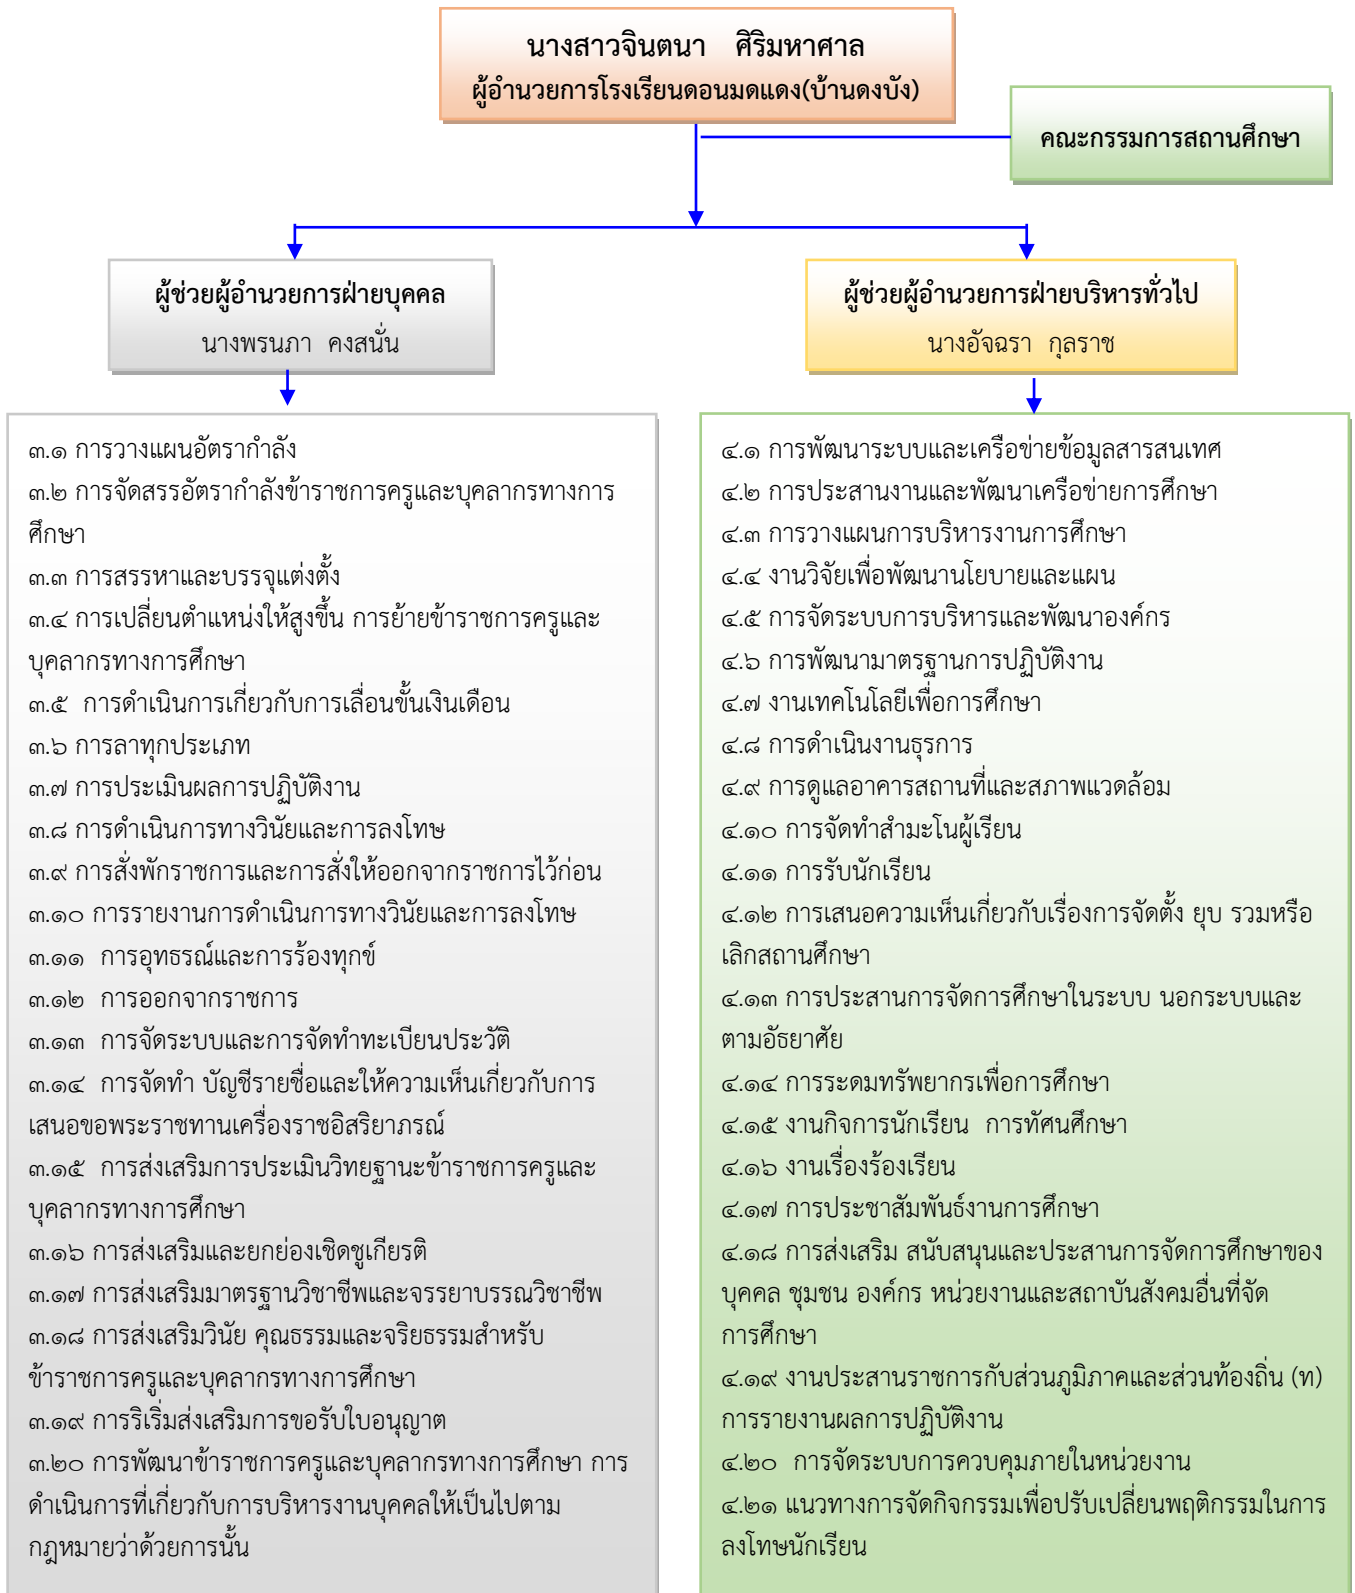 นางสาวจินตนา ศิริมหาศาล
ผู้อำนวยการโรงเรียนดอนมดแดง(บ้านดงบัง)
คณะกรรมการสถานศึกษา
ผู้ช่วยผู้อำนวยการฝ่ายบุคคล
นางพรนภา คงสนั่น
ผู้ช่วยผู้อำนวยการฝ่ายบริหารทั่วไป
นางอัจฉรา กุลราช
๓.๑ การวางแผนอัตรากำลัง
๓.๒ การจัดสรรอัตรากำลังข้าราชการครูและบุคลากรทางการ
ศึกษา
๓.๓ การสรรหาและบรรจุแต่งตั้ง
๓.๔ การเปลี่ยนตำแหน่งให้สูงขึ้น การย้ายข้าราชการครูและ
บุคลากรทางการศึกษา
๓.๕ การดำเนินการเกี่ยวกับการเลื่อนขั้นเงินเดือน
๓.๖ การลาทุกประเภท
๓.๗ การประเมินผลการปฏิบัติงาน
๓.๘ การดำเนินการทางวินัยและการลงโทษ
๓.๙ การสั่งพักราชการและการสั่งให้ออกจากราชการไว้ก่อน
๓.๑๐ การรายงานการดำเนินการทางวินัยและการลงโทษ
๓.๑๑ การอุทธรณ์และการร้องทุกข์
๓.๑๒ การออกจากราชการ
๓.๑๓ การจัดระบบและการจัดทำทะเบียนประวัติ
๓.๑๔ การจัดทำ บัญชีรายชื่อและให้ความเห็นเกี่ยวกับการ
เสนอขอพระราชทานเครื่องราชอิสริยาภรณ์
๓.๑๕ การส่งเสริมการประเมินวิทยฐานะข้าราชการครูและ
บุคลากรทางการศึกษา
๓.๑๖ การส่งเสริมและยกย่องเชิดชูเกียรติ
๓.๑๗ การส่งเสริมมาตรฐานวิชาชีพและจรรยาบรรณวิชาชีพ
๓.๑๘ การส่งเสริมวินัย คุณธรรมและจริยธรรมสำหรับ
ข้าราชการครูและบุคลากรทางการศึกษา
๓.๑๙ การริเริ่มส่งเสริมการขอรับใบอนุญาต
๓.๒๐ การพัฒนาข้าราชการครูและบุคลากรทางการศึกษา การ
ดำเนินการที่เกี่ยวกับการบริหารงานบุคคลให้เป็นไปตาม
กฎหมายว่าด้วยการนั้น
๔.๑ การพัฒนาระบบและเครือข่ายข้อมูลสารสนเทศ
๔.๒ การประสานงานและพัฒนาเครือข่ายการศึกษา
๔.๓ การวางแผนการบริหารงานการศึกษา
๔.๔ งานวิจัยเพื่อพัฒนานโยบายและแผน
๔.๕ การจัดระบบการบริหารและพัฒนาองค์กร
๔.๖ การพัฒนามาตรฐานการปฏิบัติงาน
๔.๗ งานเทคโนโลยีเพื่อการศึกษา
๔.๘ การดำเนินงานธุรการ
๔.๙ การดูแลอาคารสถานที่และสภาพแวดล้อม
๔.๑๐ การจัดทำสำมะโนผู้เรียน
๔.๑๑ การรับนักเรียน
๔.๑๒ การเสนอความเห็นเกี่ยวกับเรื่องการจัดตั้ง ยุบ รวมหรือ
เลิกสถานศึกษา
๔.๑๓ การประสานการจัดการศึกษาในระบบ นอกระบบและ
ตามอัธยาศัย
๔.๑๔ การระดมทรัพยากรเพื่อการศึกษา
๔.๑๕ งานกิจการนักเรียน การทัศนศึกษา
๔.๑๖ งานเรื่องร้องเรียน
๔.๑๗ การประชาสัมพันธ์งานการศึกษา
๔.๑๘ การส่งเสริม สนับสนุนและประสานการจัดการศึกษาของ
บุคคล ชุมชน องค์กร หน่วยงานและสถาบันสังคมอื่นที่จัด
การศึกษา
๔.๑๙ งานประสานราชการกับส่วนภูมิภาคและส่วนท้องถิ่น (ท)
การรายงานผลการปฏิบัติงาน
๔.๒๐ การจัดระบบการควบคุมภายในหน่วยงาน
๔.๒๑ แนวทางการจัดกิจกรรมเพื่อปรับเปลี่ยนพฤติกรรมในการ
ลงโทษนักเรียน